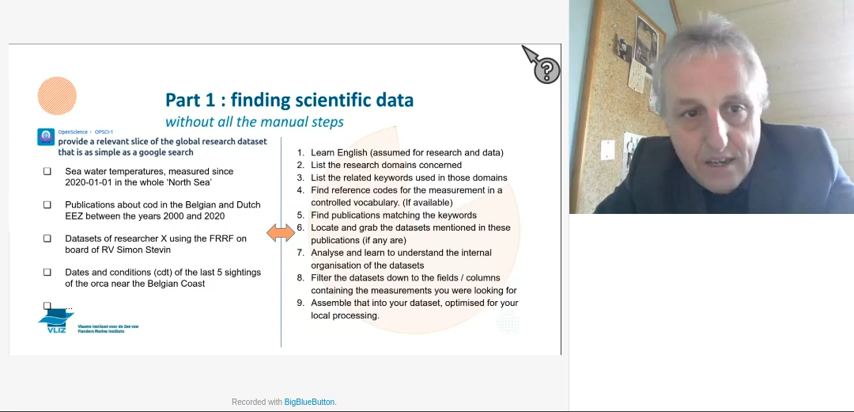 Part 1 : finding scientific data
without all the manual steps
OpenScience : OPSCI-1
provide a relevant slice of the global research dataset
that is as simple as a google search
Sea water temperatures, measured since
2020-01-01 in the whole 'North Sea'
Publications about cod in the Belgian and Dutch
EEZ between the years 2000 and 2020
Datasets of researcher X using the FRRF on
board of RV Simon Stevin
Dates and conditions (cdt) of the last 5 sightings
of the orca near the Belgian Coast
...
1. Learn English (assumed for research and data)
2. List the research domains concerned
3. List the related keywords used in those domains
4. Find reference codes for the measurement in a
controlled vocabulary. (If available)
5. Find publications matching the keywords
6. Locate and grab the datasets mentioned in these
publications (if any are)
7. Analyse and learn to understand the internal
organisation of the datasets
8. Filter the datasets down to the fields / columns
containing the measurements you were looking for
9. Assemble that into your dataset, optimised for your
local processing.
VLIZ
Vlaams Instituut voor de Zee vzw
Flanders Marine Institute
?
Recorded with BigBlueButton.